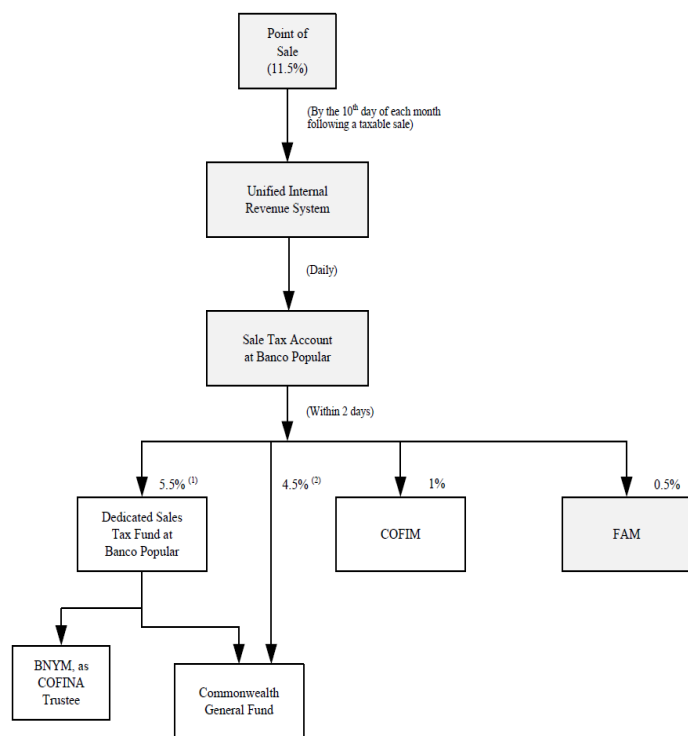 Point of
Sale
(11.5%)
(By the 10th day of each month
following a taxable sale)
Unified Internal
Revenue System
(Daily)
Sale Tax Account
at Banco Popular
(Within 2 days)
5.5% (1)
4.5% (2)
1%
0.5%
Dedicated Sales
Tax Fund at
Banco Popular
COFIM
FAM
BNYM, as
COFINA
Trustee
Commonwealth
General Fund